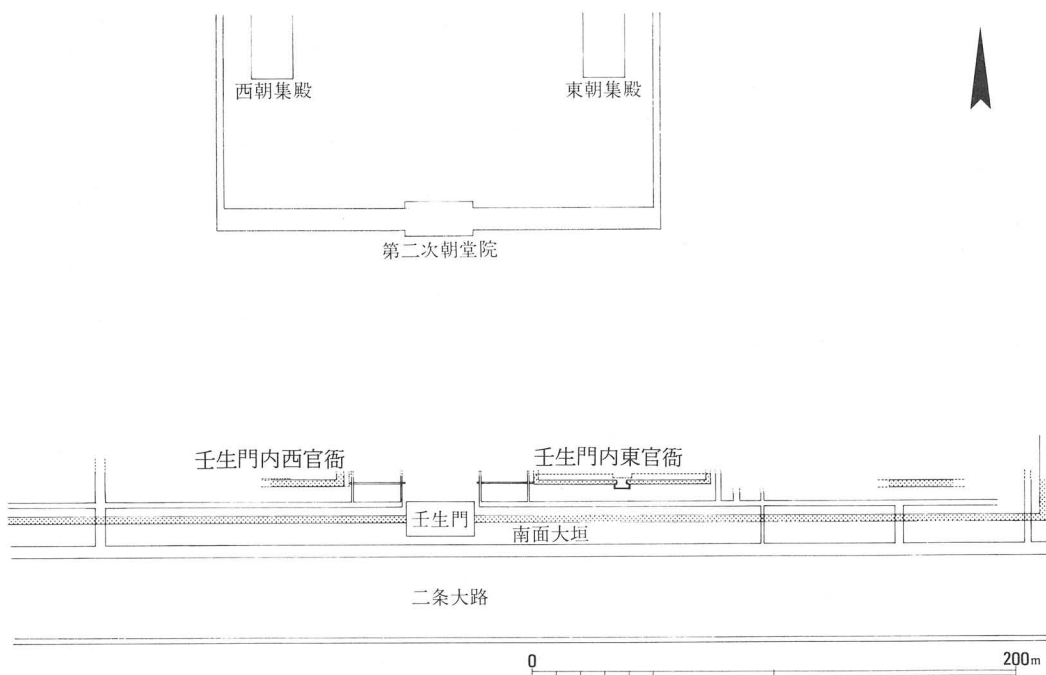 西朝集殿
東朝集殿
第二次朝堂院
壬生門内西官衙
壬生門内東官衙
壬生門
南面大垣
二条大路
0
200m